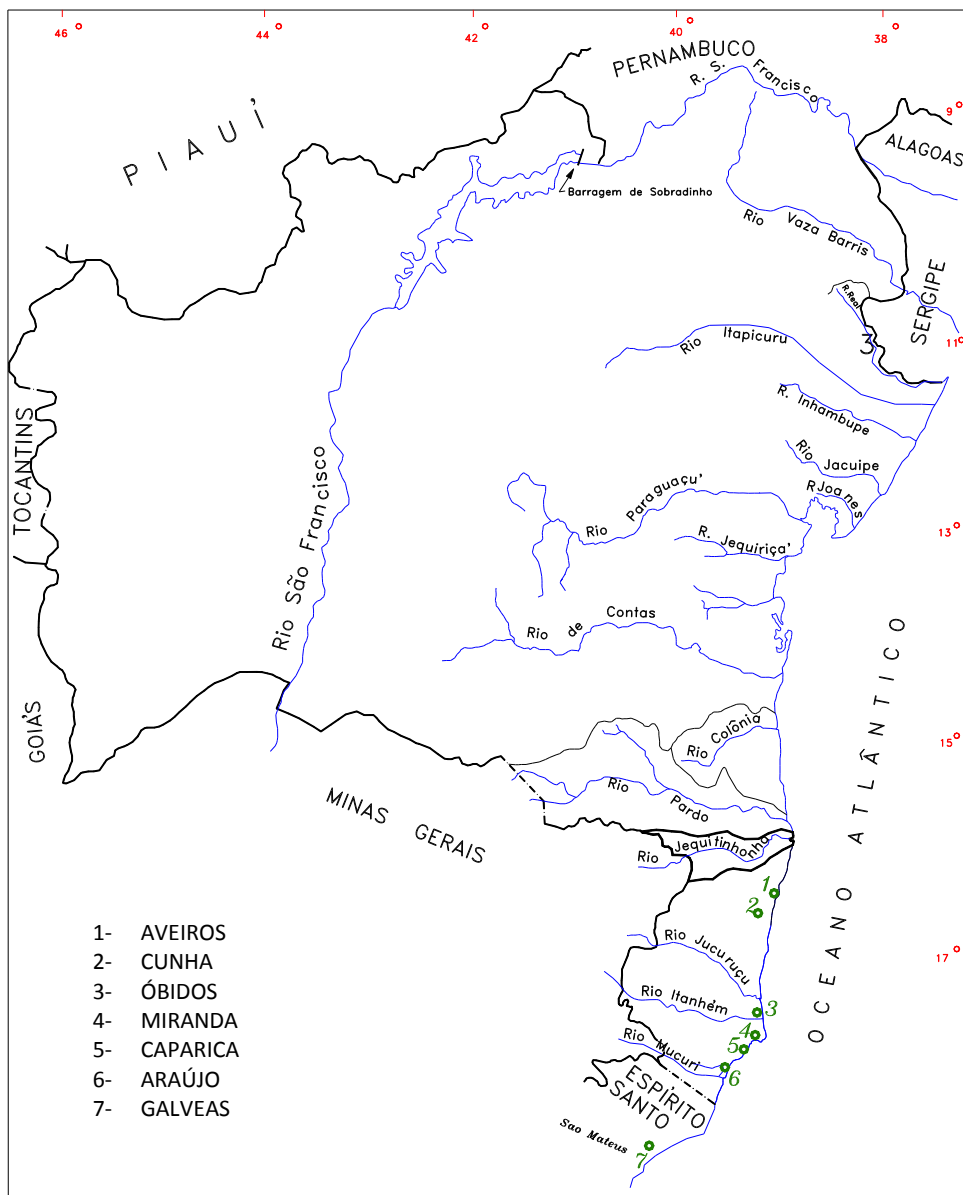 46 °
44 °
42 °
40 °
38 °
PERNAMBUCO
R. S. Francisco
9°
PIAUÍ
ALAGOAS
Barragem de Sobradinho
Rio Vaza Barris
R.Real
SERGIPE
3
11°
Rio Itapicuru
R. Inhambupe
TOCANTINS
Rio Jacuipe
R Joanes
Rio São Francisco
Rio Paraguaçu'
13°
R. Jequiriça'
Rio de Contas
OCEANO ATLÂNTICO
GOIÁS
Rio Colônia
15°
MINAS GERAIS
Rio Pardo
Rio Jequitinhonha
1
2
1- AVEIROS
2- CUNHA
3- ÓBIDOS
4- MIRANDA
5- CAPARICA
6- ARAÚJO
7- GALVEAS
Rio Jucuruçu
17°
Rio Itanhém
3
4
5
Rio Mucuri
6
ESPÍRITO
SANTO
Sao Mateus
7